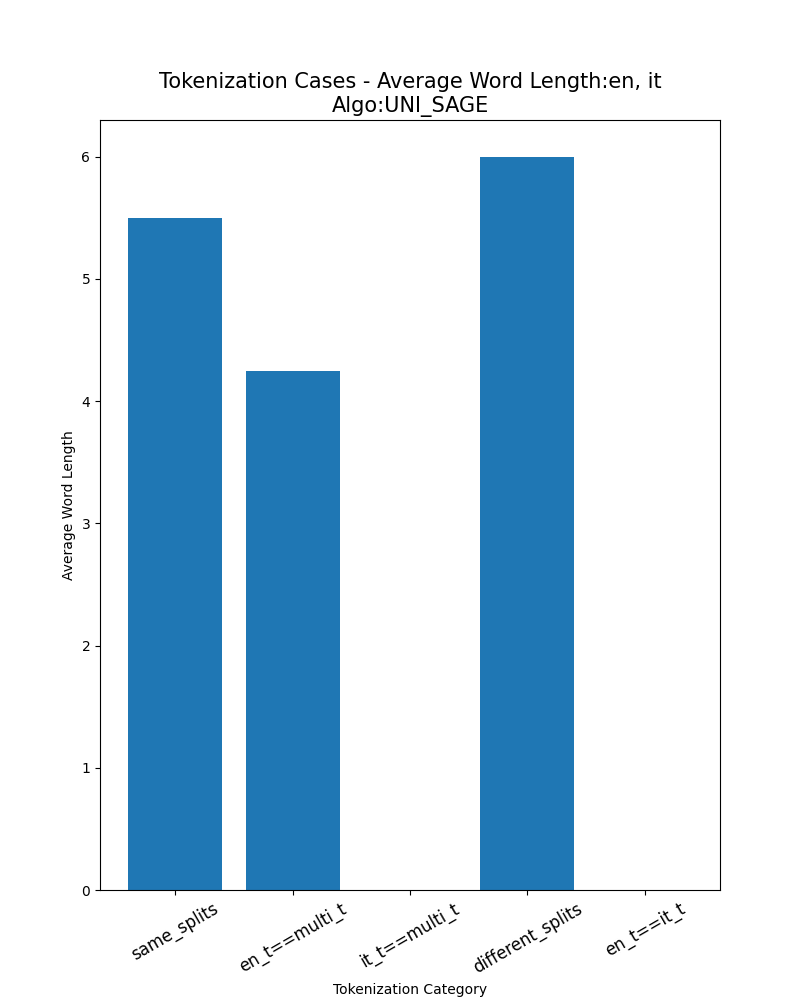 Tokenization Cases - Average Word Length:en, it
Algo:UNI_SAGE
6
5
4
3
2
1
0
Average Word Length
same_splits
en_t==multi_t
it_t==multi_t
different_splits
en_t==it_t
Tokenization Category